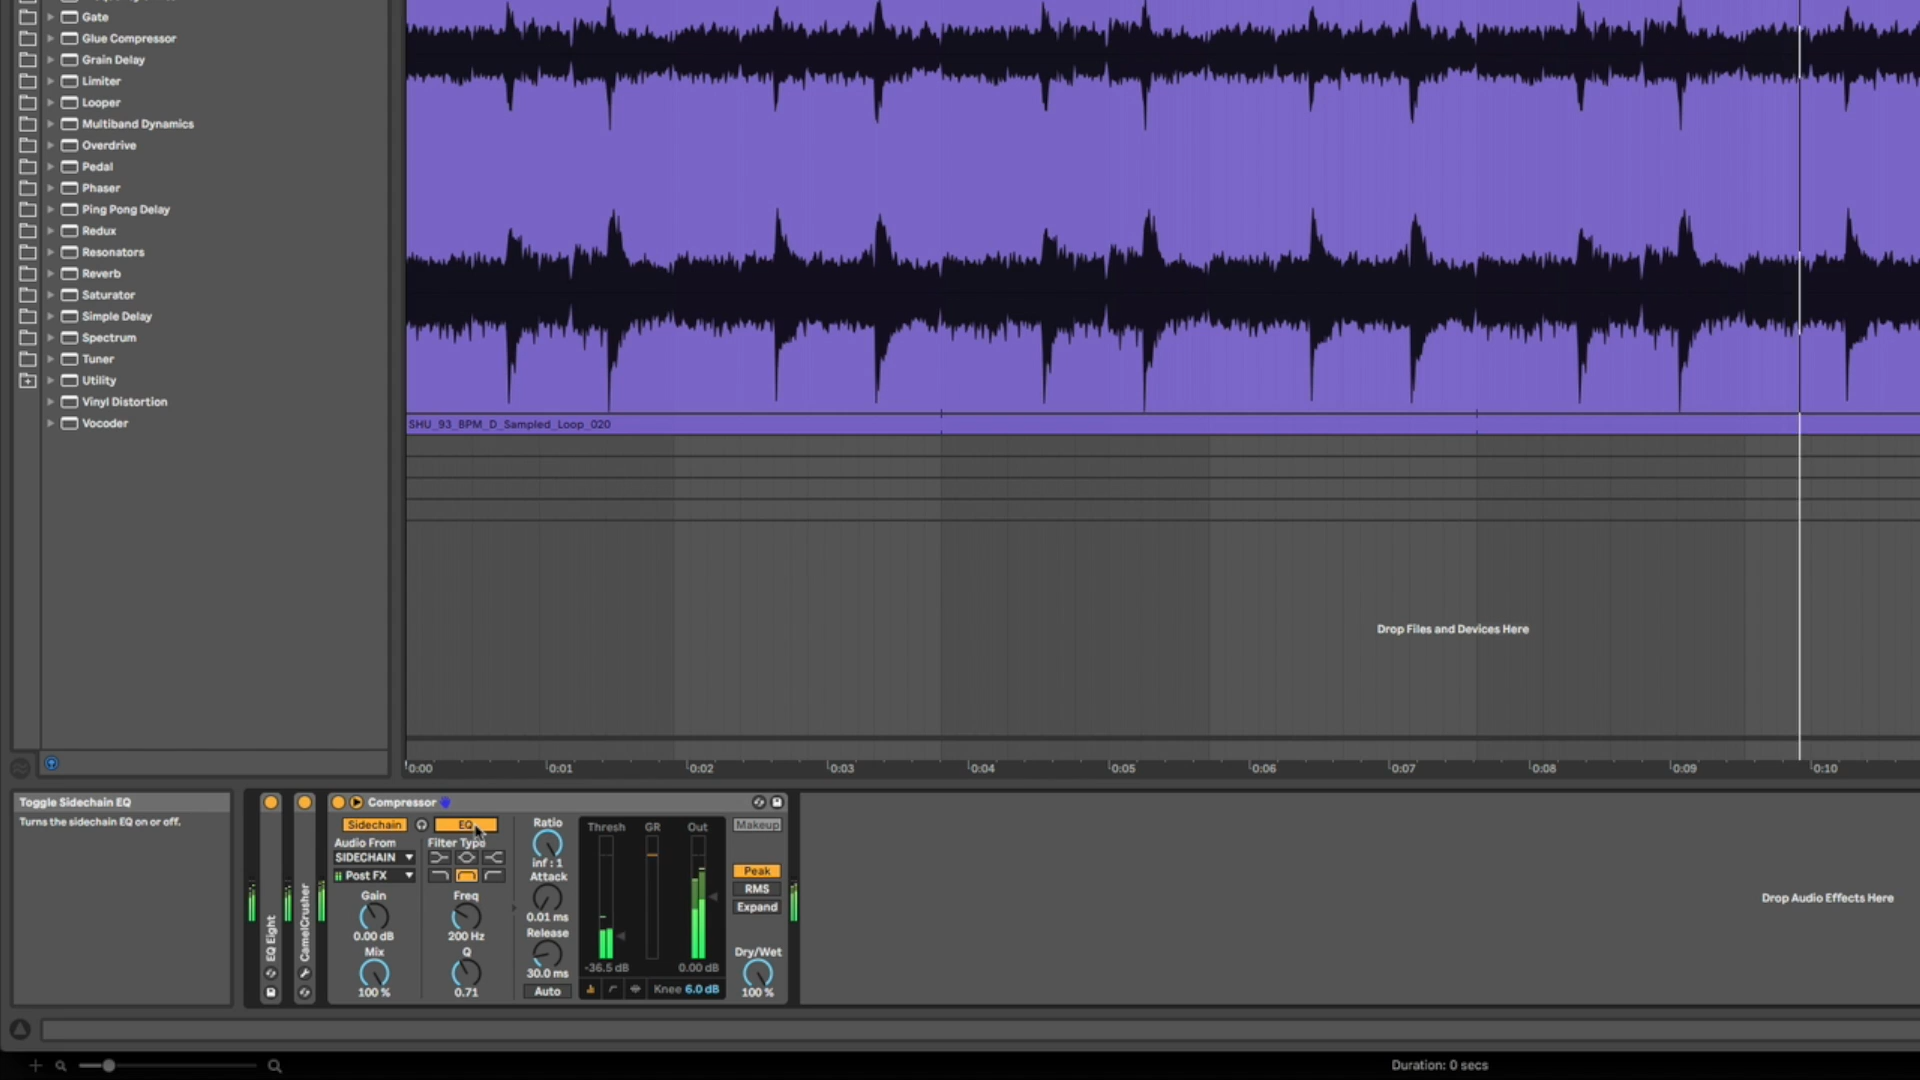 Gate
Glue Compressor
Grain Delay
Limiter
Looper
Multiband Dynamics
Overdrive
Pedal
Phaser
Ping Pong Delay
Redux
Resonators
Reverb
Saturator
Simple Delay
Spectrum
Tuner
Utility
Vinyl Distortion
Vocoder
SHU_93_BPM_D_Sampled_Loop_020
Drop Files and Devices Here
0:00 0:01 0:02 0:03 0:04 0:05 0:06 0:07 0:08 0:09 0:10
Toggle Sidechain EQ
Turns the sidechain EQ on or off.
EQ Eight
CamelCrusher
Compressor
Sidechain
EQ
Audio From
Filter Type
SIDECHAIN
Post FX
Gain
0.00 dB
Mix
100 %
Freq
200 Hz
Q
0.71
Ratio
inf : 1
Attack
0.01 ms
Release
30.0 ms
Auto
Thresh GR Out
-36.5 dB 0.00 dB
Knee 6.0 dB
Makeup
Peak
RMS
Expand
Dry/Wet
100 %
Drop Audio Effects Here
Duration: 0 secs